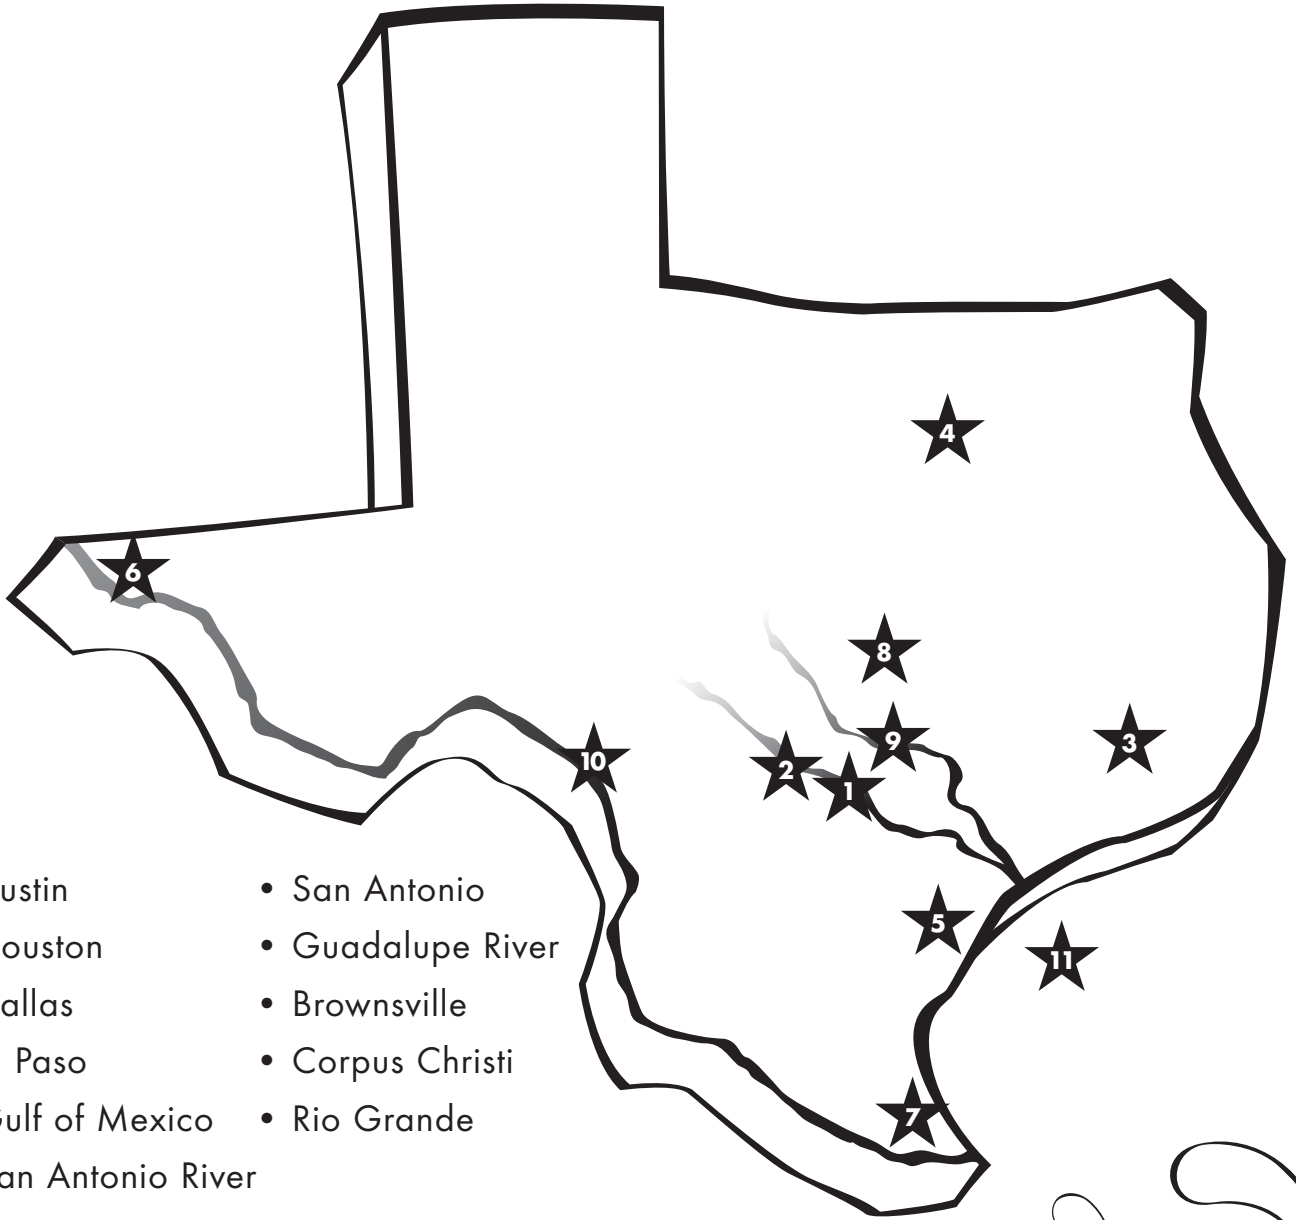 4
6
8
9
3
10
2
1
5
11
7
ustin
ouston
allas
Paso
ulf of Mexico
an Antonio River
• San Antonio
• Guadalupe River
• Brownsville
• Corpus Christi
• Rio Grande